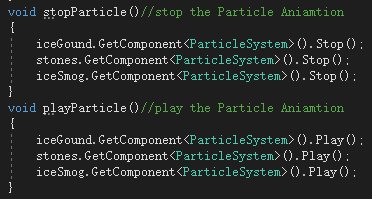 void stopParticle()//stop the Particle Aniamtion
{
iceGound.GetComponent<ParticleSystem>().Stop();
stones.GetComponent<ParticleSystem>().Stop();
iceSmog.GetComponent<ParticleSystem>().Stop();
}
void playParticle()//play the Particle Aniamtion
{
iceGound.GetComponent<ParticleSystem>().Play();
stones.GetComponent<ParticleSystem>().Play();
iceSmog.GetComponent<ParticleSystem>().Play();
}